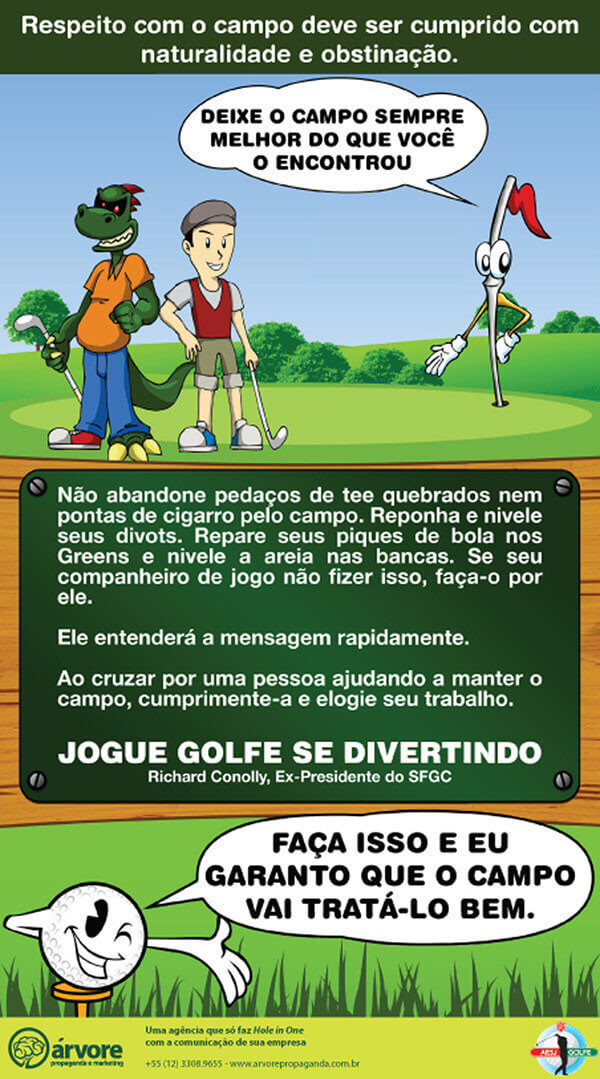 Respeito com o campo deve ser cumprido com
naturalidade e obstinação.
DEIXE O CAMPO SEMPRE
MELHOR DO QUE VOCÊ
O ENCONTROU
Não abandone pedaços de tee quebrados nem
pontas de cigarro pelo campo. Reponha e nivele
seus divots. Repare seus piques de bola nos
Greens e nivele a areia nas bancas. Se seu
companheiro de jogo não fizer isso, faça-o por
ele.
Ele entenderá a mensagem rapidamente.
Ao cruzar por uma pessoa ajudando a manter o
campo, cumprimente-a e elogie seu trabalho.
JOGUE GOLFE SE DIVERTINDO
Richard Conolly, Ex-Presidente do SFGC
FAÇA ISSO E EU
GARANTO QUE O CAMPO
VAI TRATÁ-LO BEM.
árvore
propaganda e marketing
Uma agência que só faz Hole in One
com a comunicação de sua empresa
+55 (12) 3308.9655 - www.arvorepropaganda.com.br
AESJ GOLFE